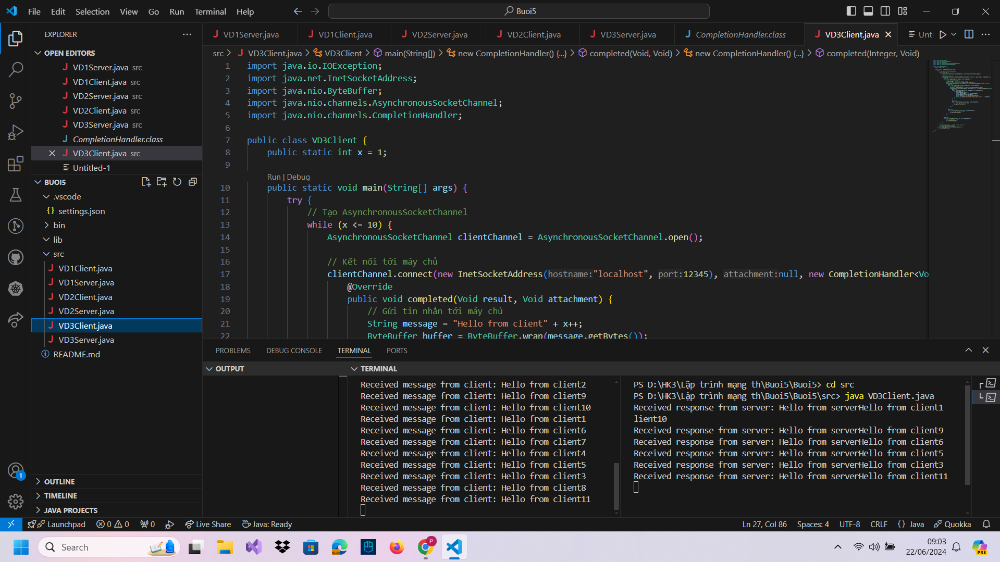 File Edit Selection View Go Run Terminal Help
Buoi5
EXPLORER
OPEN EDITORS
VD1Server.java src
VD1Client.java src
VD2Server.java src
VD2Client.java src
VD3Server.java src
CompletionHandler.class
VD3Client.java src
Untitled-1
BUOI5
.vscode
settings.json
bin
lib
src
VD1Client.java
VD1Server.java
VD2Client.java
VD2Server.java
VD3Client.java
VD3Server.java
README.md
OUTLINE
TIMELINE
JAVA PROJECTS
VD1Server.java VD1Client.java VD2Server.java VD2Client.java VD3Server.java CompletionHandler.class VD3Client.java Unti
src > VD3Client.java > VD3Client > main(String[]) > new CompletionHandler() {...} > completed(Void, Void) > new CompletionHandler() {...} > completed(Integer, Void)
1 import java.io.IOException;
2 import java.net.InetSocketAddress;
3 import java.nio.ByteBuffer;
4 import java.nio.channels.AsynchronousSocketChannel;
5 import java.nio.channels.CompletionHandler;
6
7 public class VD3Client {
8 public static int x = 1;
9
Run | Debug
10 public static void main(String[] args) {
11 try {
12 // Tạo AsynchronousSocketChannel
13 while (x <= 10) {
14 AsynchronousSocketChannel clientChannel = AsynchronousSocketChannel.open();
15
16 // Kết nối tới máy chủ
17 clientChannel.connect(new InetSocketAddress(hostname:"localhost", port:12345), attachment:null, new CompletionHandler<Vo
18 @Override
19 public void completed(Void result, Void attachment) {
20 // Gửi tin nhắn tới máy chủ
21 String message = "Hello from client" + x++;
22 ByteBuffer buffer = ByteBuffer.wrap(message.getBytes());
PROBLEMS DEBUG CONSOLE TERMINAL PORTS
OUTPUT
TERMINAL
Received message from client: Hello from client2
Received message from client: Hello from client9
Received message from client: Hello from client10
Received message from client: Hello from client1
Received message from client: Hello from client6
Received message from client: Hello from client7
Received message from client: Hello from client4
Received message from client: Hello from client5
Received message from client: Hello from client3
Received message from client: Hello from client8
Received message from client: Hello from client11
PS D:\HK3\Lập trình mạng th\Buoi5\Buoi5> cd src
PS D:\HK3\Lập trình mạng th\Buoi5\Buoi5\src> java VD3Client.java
Received response from server: Hello from serverHello from client1
lient10
Received response from server: Hello from serverHello from client9
Received response from server: Hello from serverHello from client6
Received response from server: Hello from serverHello from client5
Received response from server: Hello from serverHello from client3
Received response from server: Hello from serverHello from client11
1
Launchpad 0 0 0 Live Share Java: Ready
Ln 27, Col 86 Spaces: 4 UTF-8 CRLF {} Java Quokka
Search
P
09:03
22/06/2024
PRE